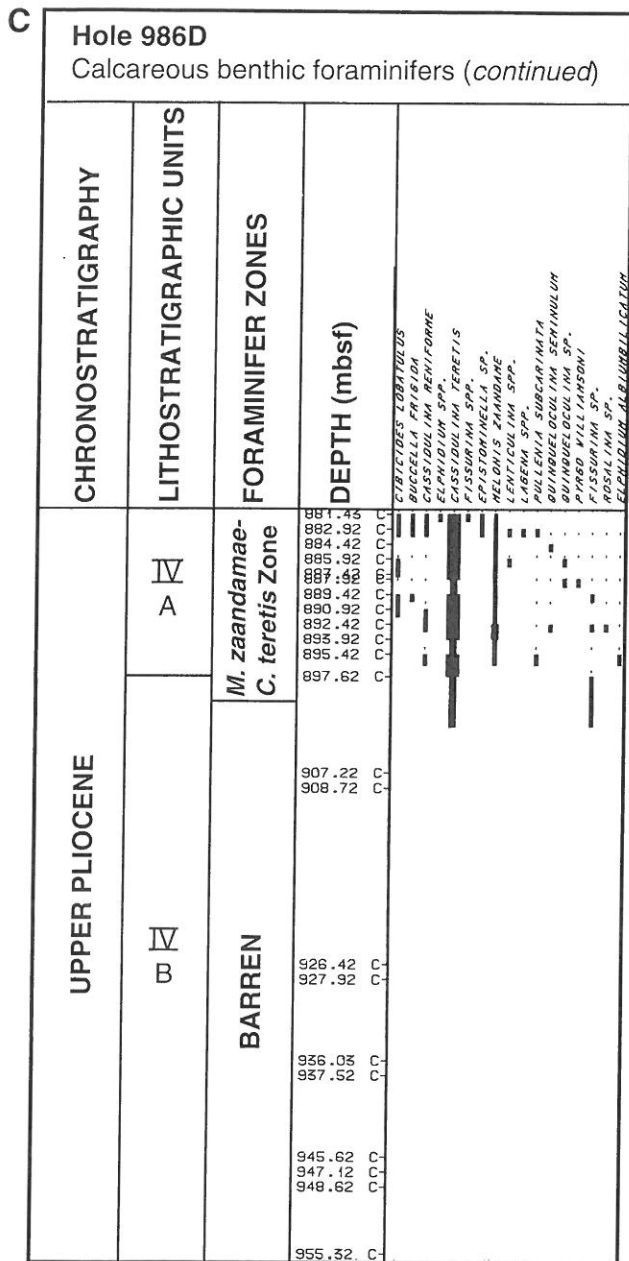 C
Hole 986D
Calcareous benthic foraminifers (continued)
CHRONOSTRATIGRAPHY
LITHOSTRATIGRAPHIC UNITS
FORAMINIFER ZONES
DEPTH (mbsf)
CIBICIDES LOBATULUS
BUCCELLA FRIGIDA
CASSIDULINA RENIFORME
ELPHIDIUM SPP.
CASSIDULINA TERETIS
FISSURINA SPP.
EPISTOMINELLA SP.
MELONIS ZAANDAME
LENTICULINA SPP.
LAGENA SPP.
PULLENIA SUBCARINATA
QUINQUELOCULINA SEMINULUM
QUINQUELOCULINA SP.
PYRGO WILLIAMSONI
FISSURINA SP.
ROSALINA SP.
ELPHIDIUM ALBIUMBILICATUM
UPPER PLIOCENE
IV
A
IV
B
M. zaandamae-
C. teretis Zone
BARREN
881.43 C
882.92 C
884.42 C
885.92 C
887.43 C
889.42 C
890.92 C
892.42 C
893.92 C
895.42 C
897.62 C
907.22 C
908.72 C
926.42 C
927.92 C
936.03 C
937.52 C
945.62 C
947.12 C
948.62 C
955.32 C